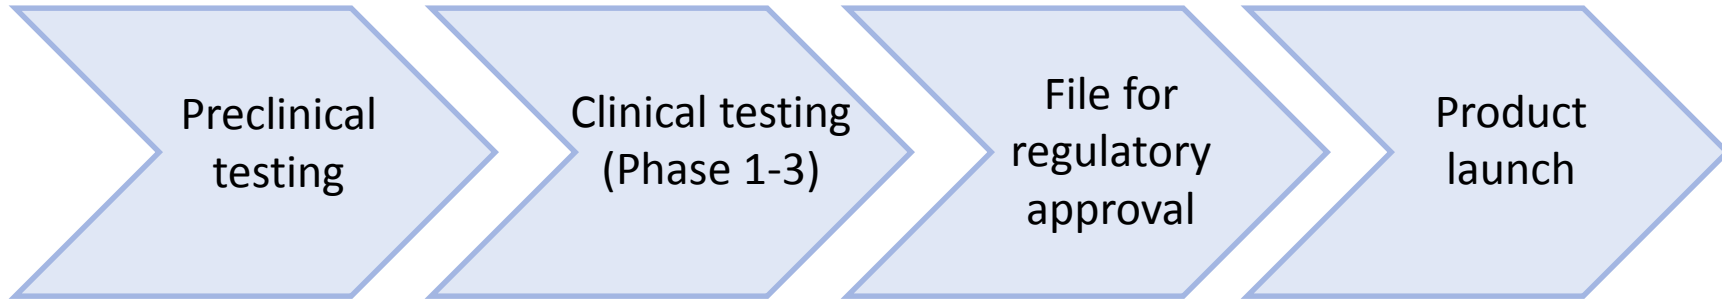 Preclinical
testing
Clinical testing
(Phase 1-3)
File for
regulatory
approval
Product
launch